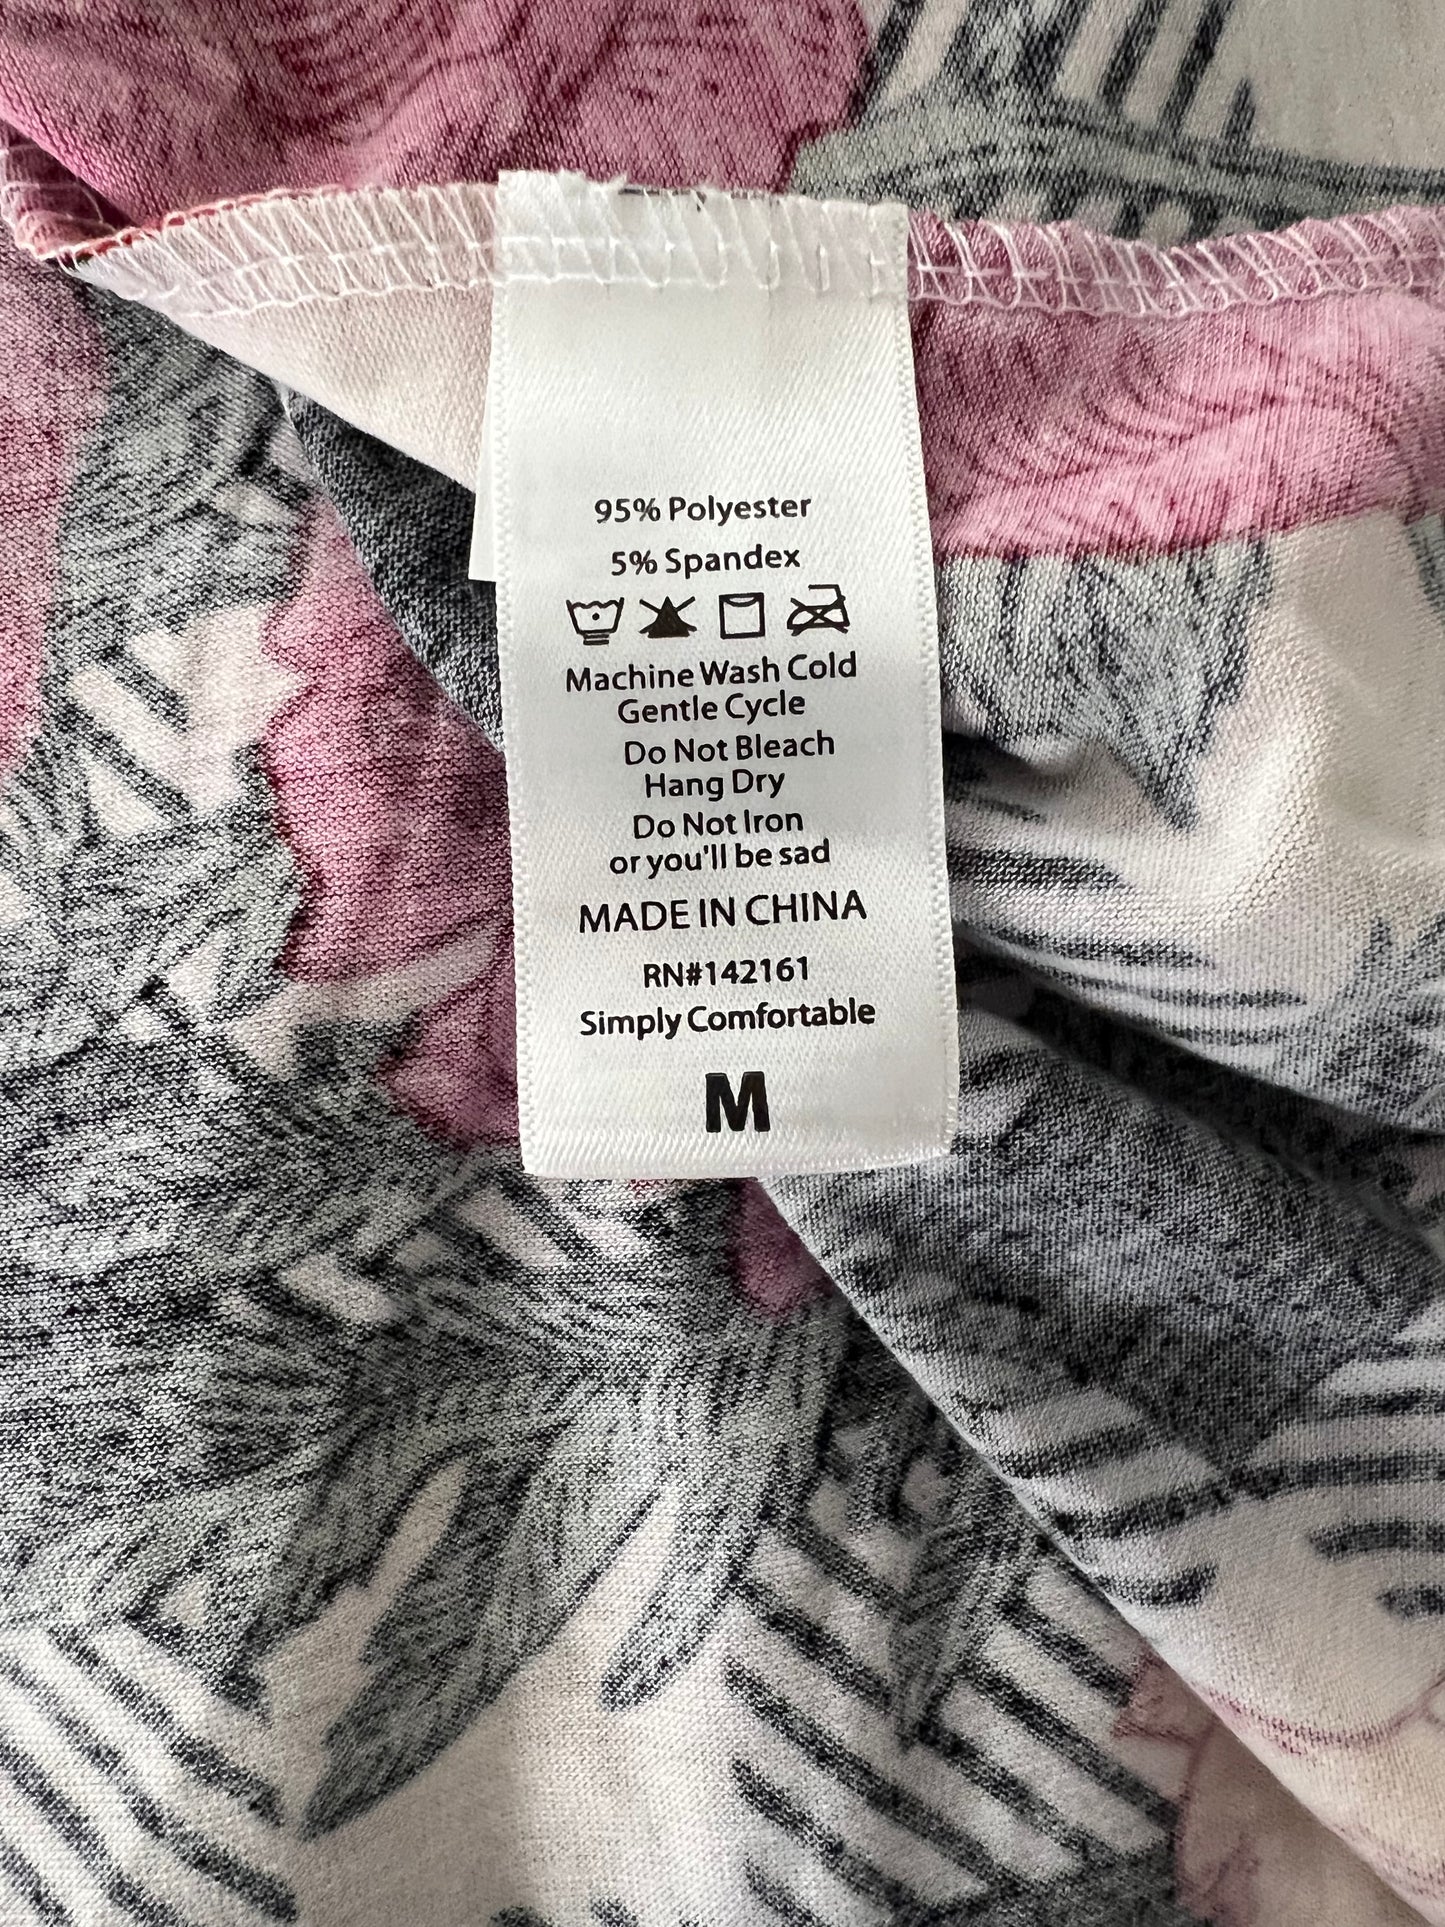 95% Polyester
5% Spandex
Machine Wash Cold
Gentle Cycle
Do Not Bleach
Hang Dry
Do Not Iron
or you'll be sad
MADE IN CHINA
RN#142161
Simply Comfortable
M